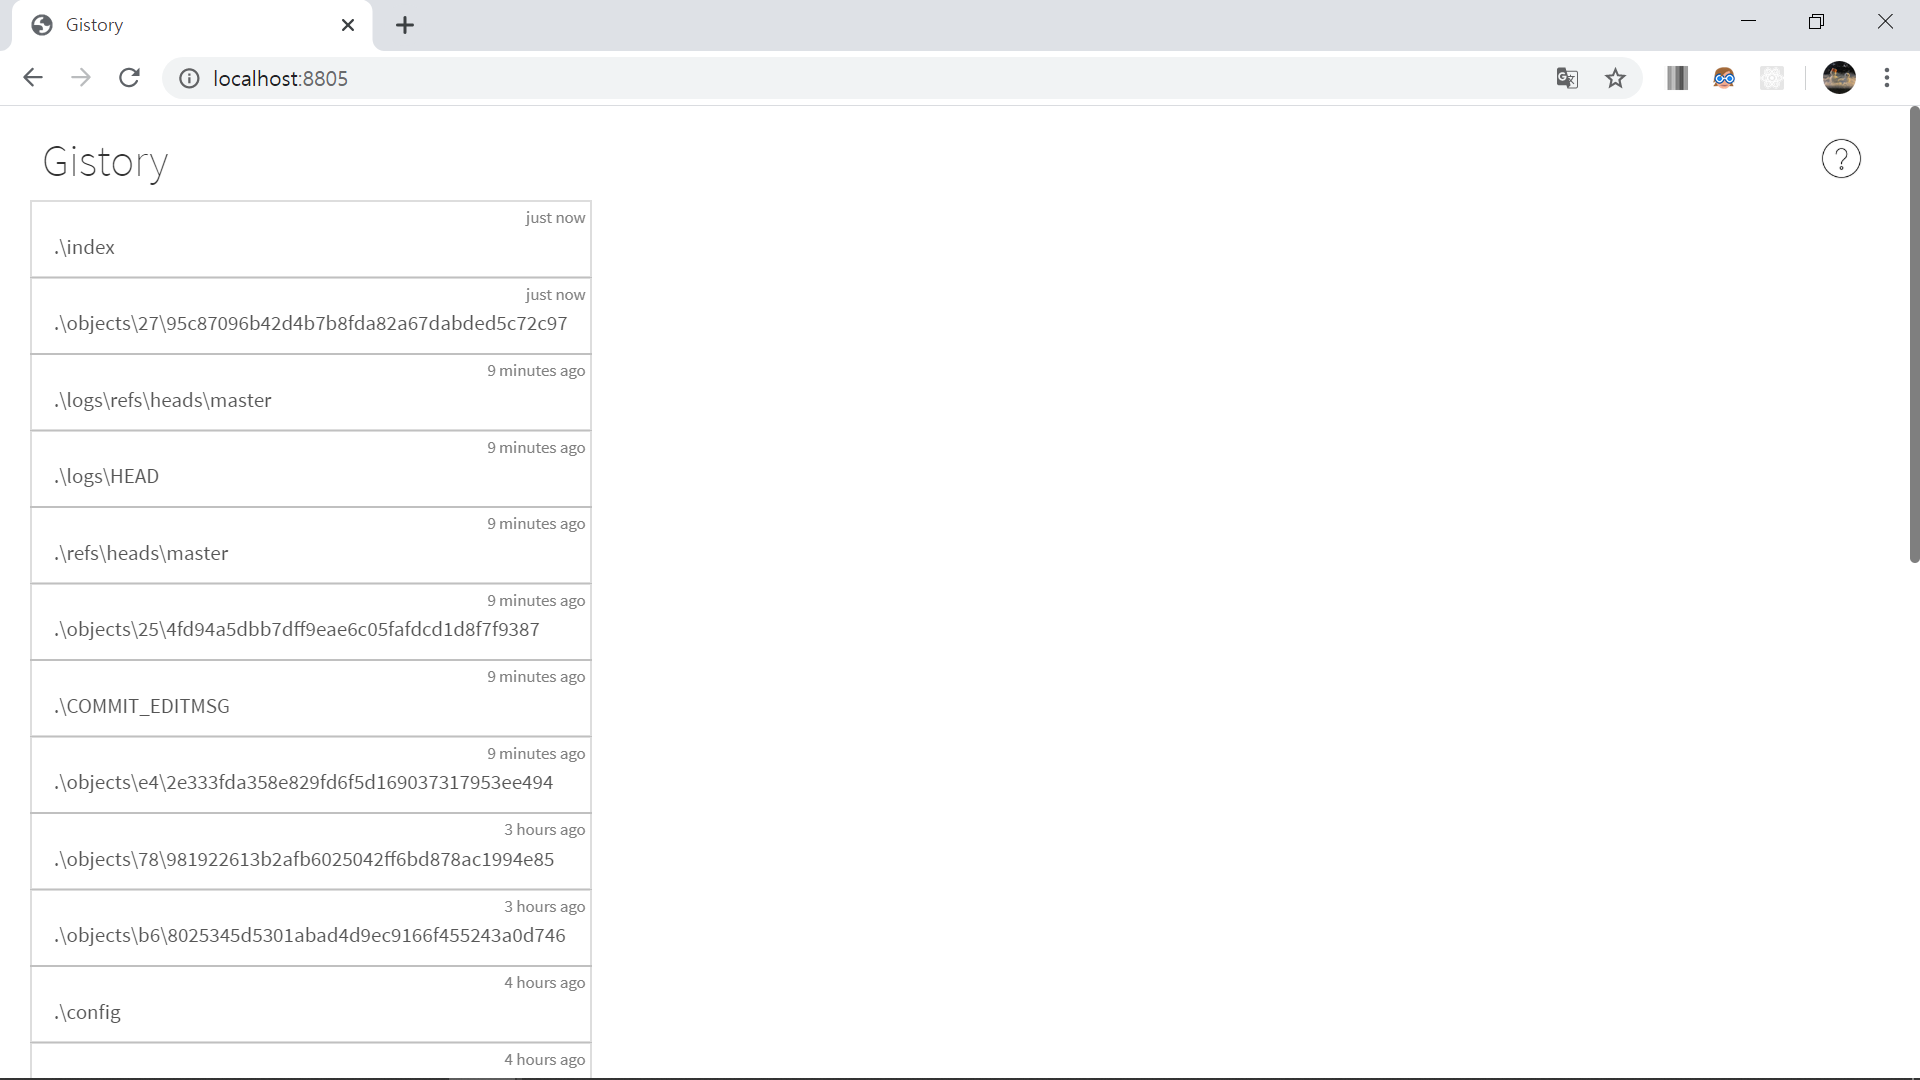 Gistory
localhost:8805
Gistory
?
just now
.\index
just now
.\objects\27\95c87096b42d4b7b8fda82a67dabded5c72c97
9 minutes ago
.\logs\refs\heads\master
9 minutes ago
.\logs\HEAD
9 minutes ago
.\refs\heads\master
9 minutes ago
.\objects\25\4fd94a5dbb7dff9eae6c05fafdcd1d8f7f9387
9 minutes ago
.\COMMIT_EDITMSG
9 minutes ago
.\objects\e4\2e333fda358e829fd6f5d169037317953ee494
3 hours ago
.\objects\78\981922613b2afb6025042ff6bd878ac1994e85
3 hours ago
.\objects\b6\8025345d5301abad4d9ec9166f455243a0d746
4 hours ago
.\config
4 hours ago